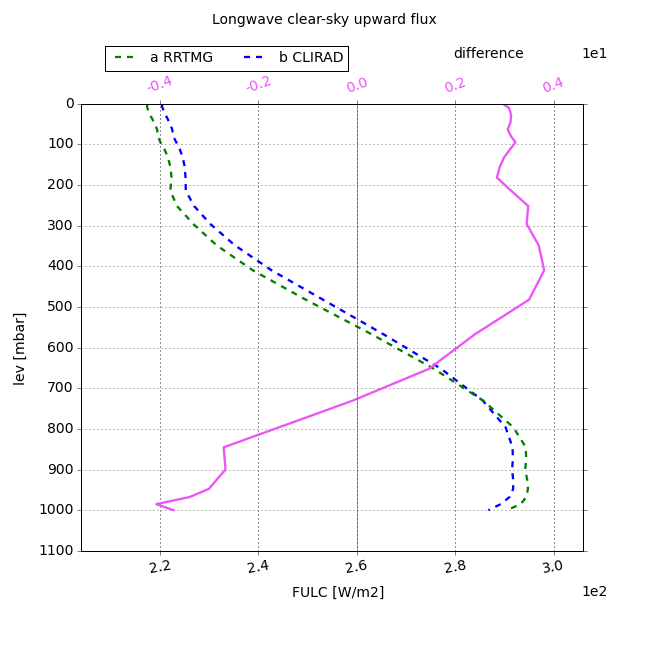 Longwave clear-sky upward flux
a RRTMG b CLIRAD difference 1e1
-0.4 -0.2 0.0 0.2 0.4
0
100
200
300
400
500
600
700
800
900
1000
1100
lev [mbar]
2.2 2.4 2.6 2.8 3.0
FULC [W/m2] 1e2